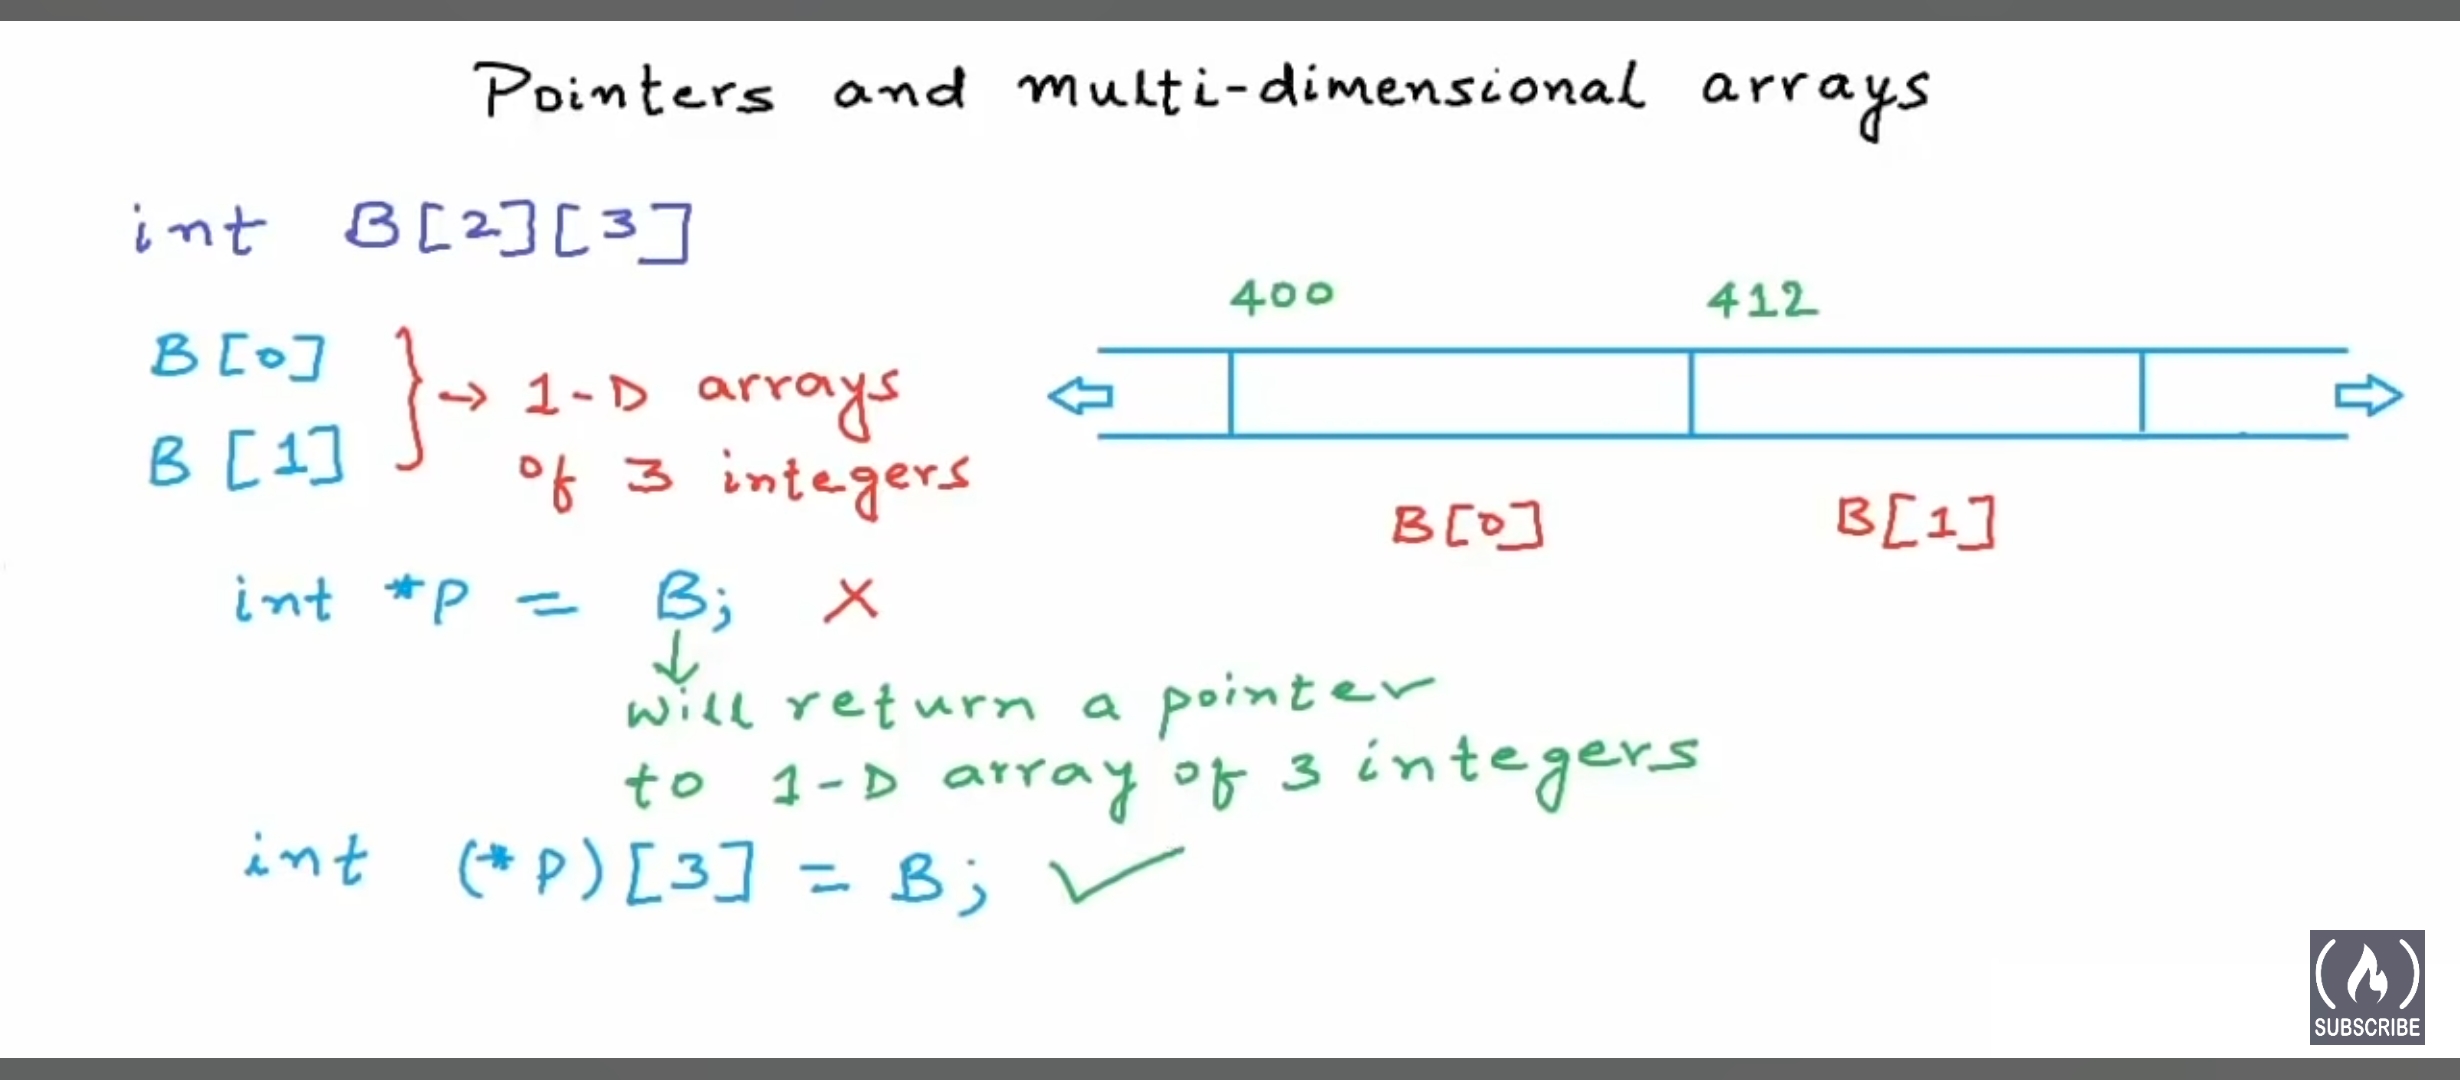 Pointers and multi-dimensional arrays
int B[2][3]
400 412
B[0]
B[1]
} → 1-D arrays
of 3 integers
B[0] B[1]
int *p = B; X
↓
will return a pointer
to 1-D array of 3 integers
int (*p)[3] = B; ✓
SUBSCRIBE